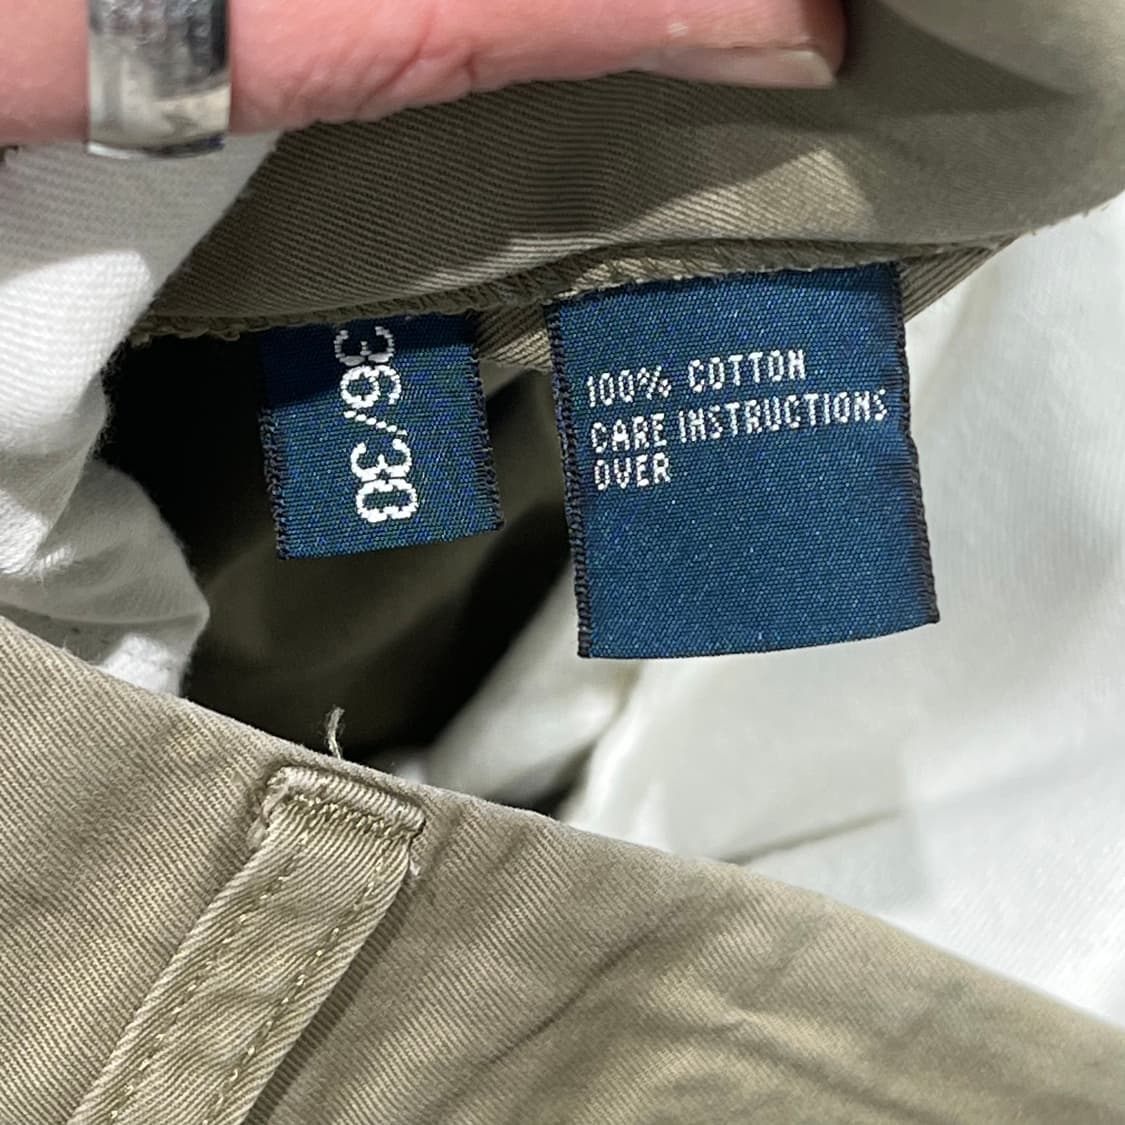 36/30
100% COTTON
CARE INSTRUCTIONS
OVER